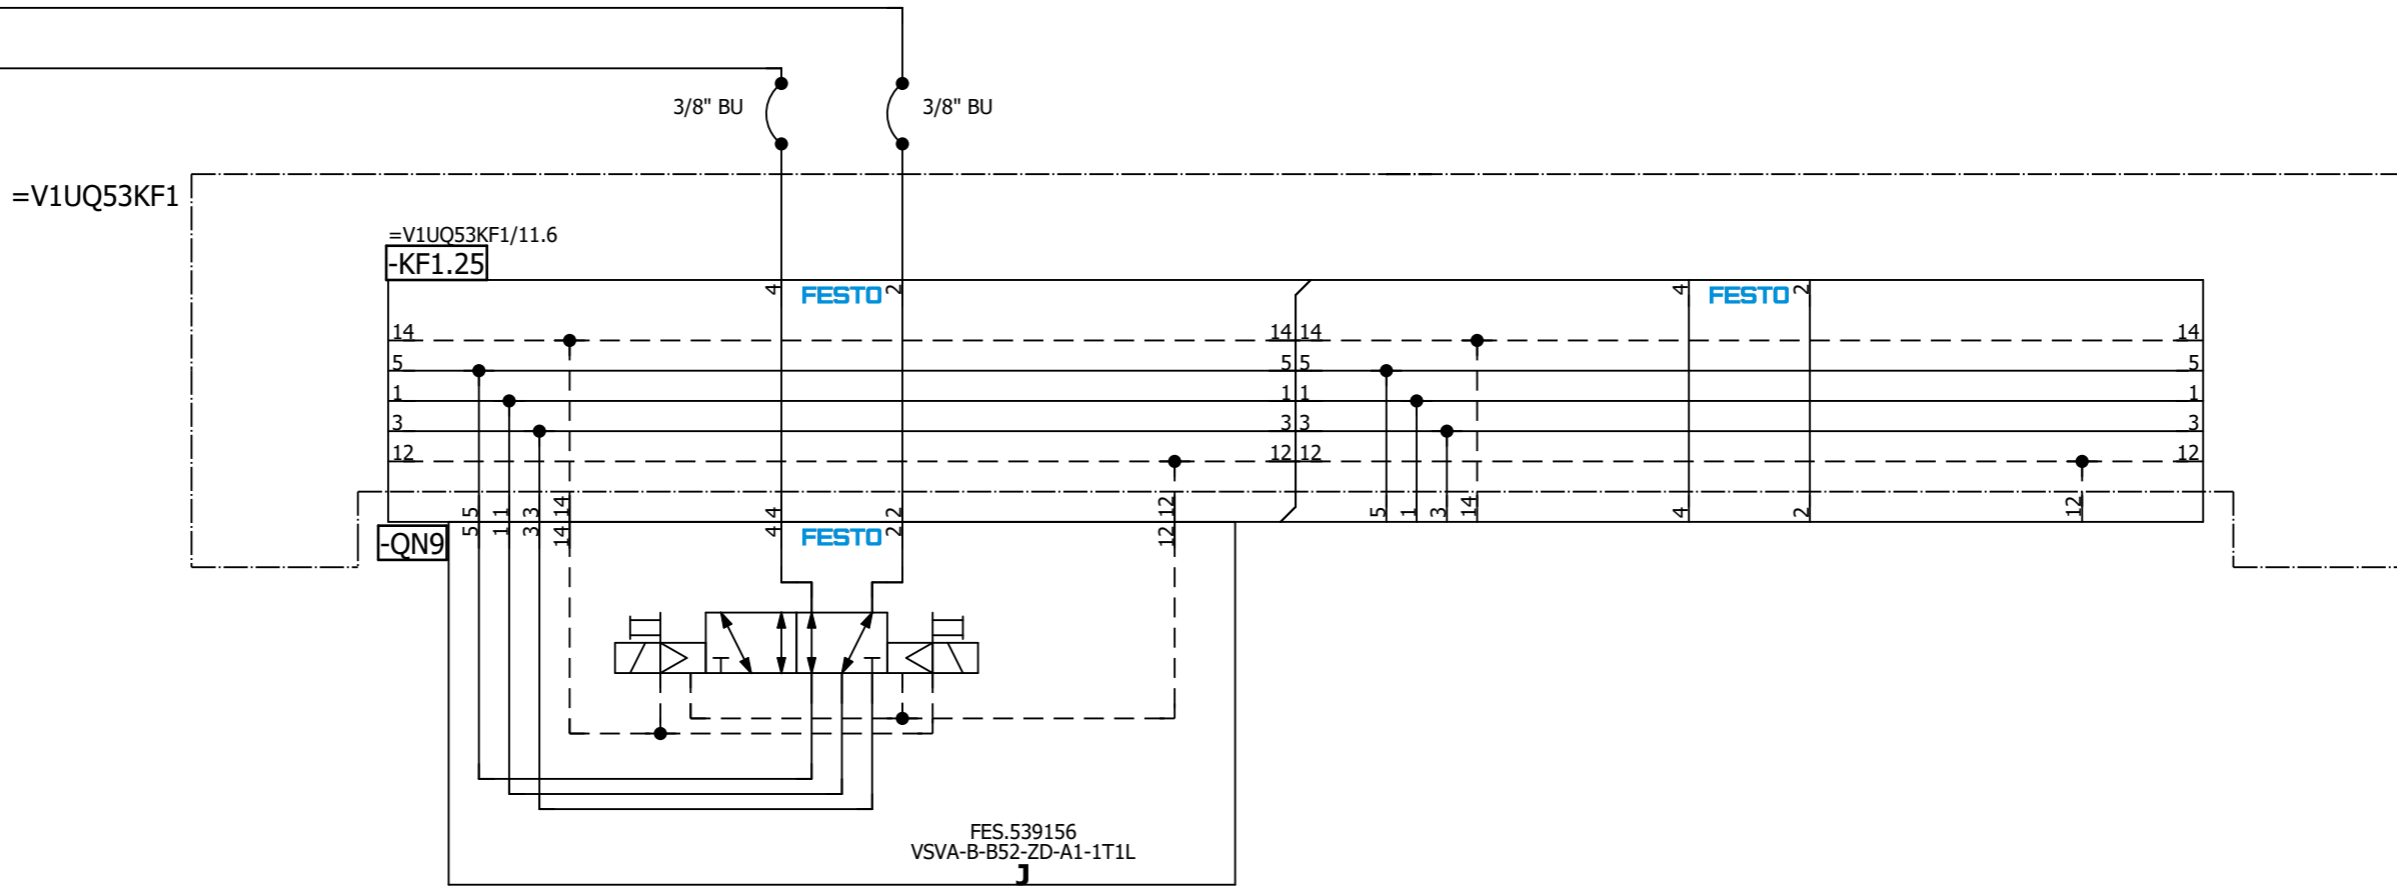 3/8" BU
3/8" BU
=V1UQ53KF1
=V1UQ53KF1/11.6
-KF1.25
4 FESTO 2 4 FESTO 2
14 14 14 14
5 5 5 5
1 1 1 1
3 3 3 3
12 12 12 12
5 1 3 14 4 2 12 5 1 3 14 4 2 12
-QN9
5 1 3 14 4 FESTO 2 12
FES.539156
VSVA-B-B52-ZD-A1-1T1L
J